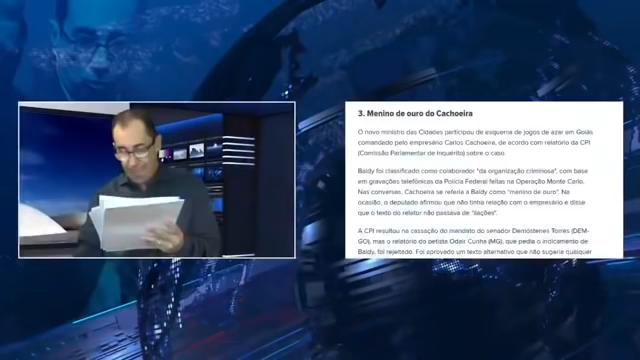 3. Menino de ouro do Cachoeira
O novo ministro das Cidades participou de esquema de jogos de azar em Goiás
comandado pelo empresário Carlos Cachoeira, de acordo com relatório da CPI
(Comissão Parlamentar de Inquérito) sobre o caso.
Baldy foi classificado como colaborador "da organização criminosa", com base
em gravações telefônicas da Polícia Federal feitas na Operação Monte Carlo.
Nas conversas, Cachoeira se referia a Baldy como "menino de ouro". Na
ocasião, o deputado afirmou que não tinha relação com o empresário e disse
que o texto do relator não passava de "ilações".
A CPI resultou na cassação do mandato do senador Demóstenes Torres (DEM-
GO), mas o relatório do petista Odair Cunha (MG), que pedia o indiciamento de
Baldy, foi rejeitado. Foi aprovado um texto alternativo que não sugeria qualquer